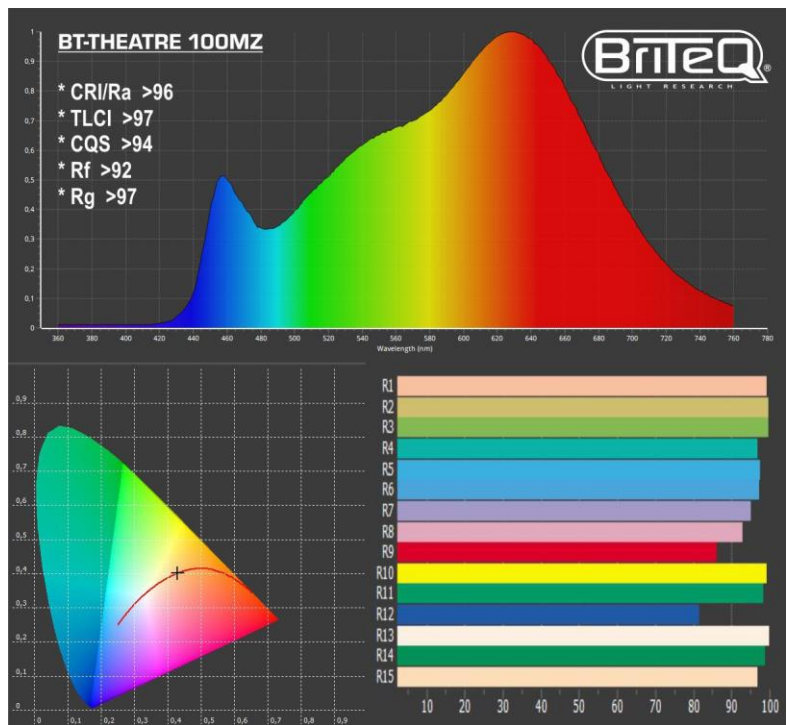 BT-THEATRE 100MZ
* CRI/Ra >96
* TLCI >97
* CQS >94
* Rf >92
* Rg >97
BRITEQ®
LIGHT RESEARCH
1
0,9
0,8
0,7
0,6
0,5
0,4
0,3
0,2
0,1
0
360 380 400 420 440 460 480 500 520 540 560 580 600 620 640 660 680 700 720 740 760 780
Wavelength (nm)
0,9
0,8
0,7
0,6
0,5
0,4
0,3
0,2
0,1
0
0 0,1 0,2 0,3 0,4 0,5 0,6 0,7 0,8 0,9
R1
R2
R3
R4
R5
R6
R7
R8
R9
R10
R11
R12
R13
R14
R15
10 20 30 40 50 60 70 80 90 100